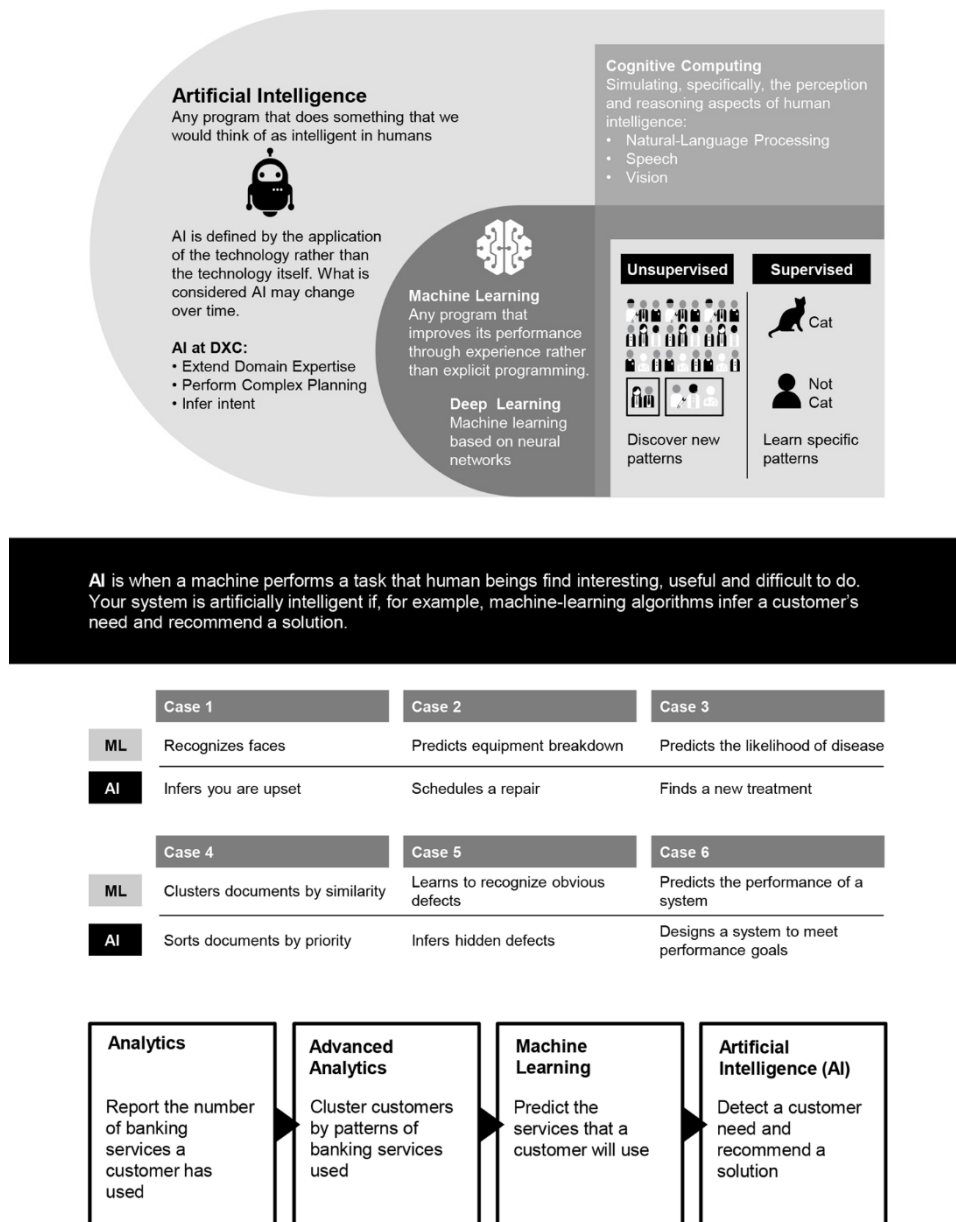 Artificial Intelligence
Any program that does something that we
would think of as intelligent in humans
AI is defined by the application
of the technology rather than
the technology itself. What is
considered AI may change
over time.
AI at DXC:
• Extend Domain Expertise
• Perform Complex Planning
• Infer intent
Cognitive Computing
Simulating, specifically, the perception
and reasoning aspects of human
intelligence:
• Natural-Language Processing
• Speech
• Vision
Machine Learning
Any program that
improves its performance
through experience rather
than explicit programming.
Deep Learning
Machine learning
based on neural
networks
Unsupervised
Discover new
patterns
Supervised
Cat
Not
Cat
Learn specific
patterns
AI is when a machine performs a task that human beings find interesting, useful and difficult to do.
Your system is artificially intelligent if, for example, machine-learning algorithms infer a customer's
need and recommend a solution.
Case 1 Case 2 Case 3
ML Recognizes faces Predicts equipment breakdown Predicts the likelihood of disease
AI Infers you are upset Schedules a repair Finds a new treatment
Case 4 Case 5 Case 6
ML Clusters documents by similarity
Learns to recognize obvious
defects
Predicts the performance of a
system
AI Sorts documents by priority Infers hidden defects
Designs a system to meet
performance goals
Analytics
Report the number
of banking
services a
customer has
used
Advanced
Analytics
Cluster customers
by patterns of
banking services
used
Machine
Learning
Predict the
services that a
customer will use
Artificial
Intelligence (AI)
Detect a customer
need and
recommend a
solution